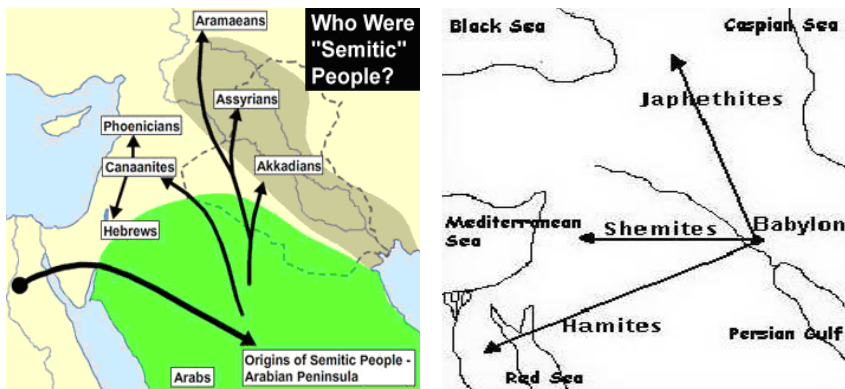 Who Were
"Semitic"
People?
Aramaeans
Assyrians
Phoenicians
Canaanites
Akkadians
Hebrews
Origins of Semitic People -
Arabian Peninsula
Arabs
Black Sea
Caspian Sea
Japhethites
Mediterranean
Sea
Shemites
Babylon
Hamites
Persian Gulf
Red Sea